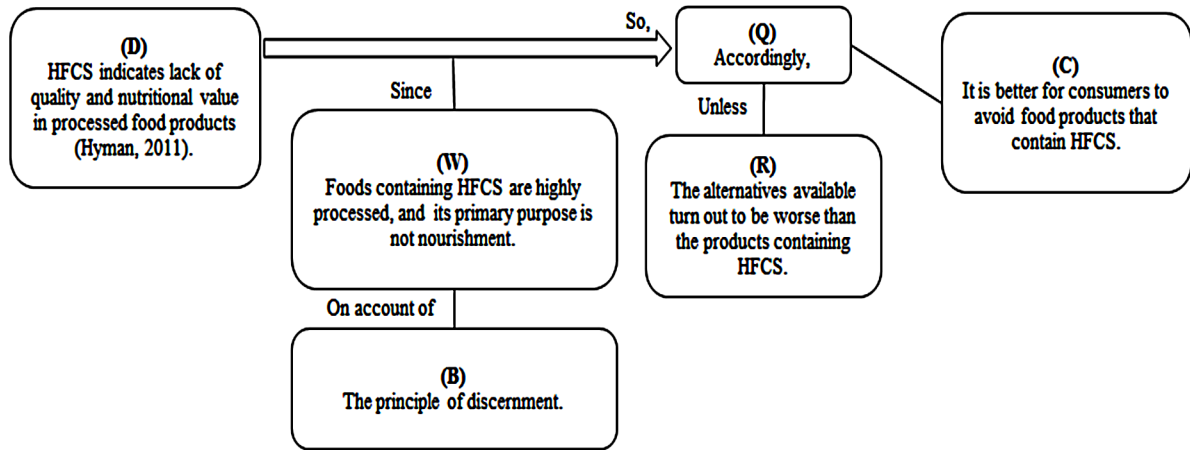 (D)
HFCS indicates lack of
quality and nutritional value
in processed food products
(Hyman, 2011).
So,
(Q)
Accordingly,
(C)
It is better for consumers to
avoid food products that
contain HFCS.
Since
Unless
(W)
Foods containing HFCS are highly
processed, and its primary purpose is
not nourishment.
(R)
The alternatives available
turn out to be worse than
the products containing
HFCS.
On account of
(B)
The principle of discernment.